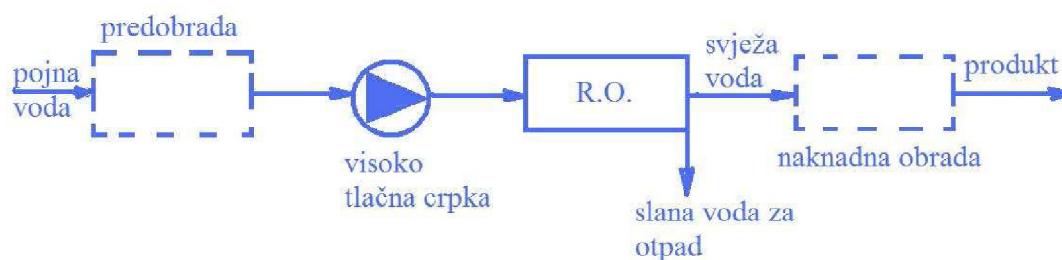 predobrada
pojna
voda
visoko
tlačna crpka
R.O.
svježa
voda
slana voda za
otpad
naknadna obrada
produkt